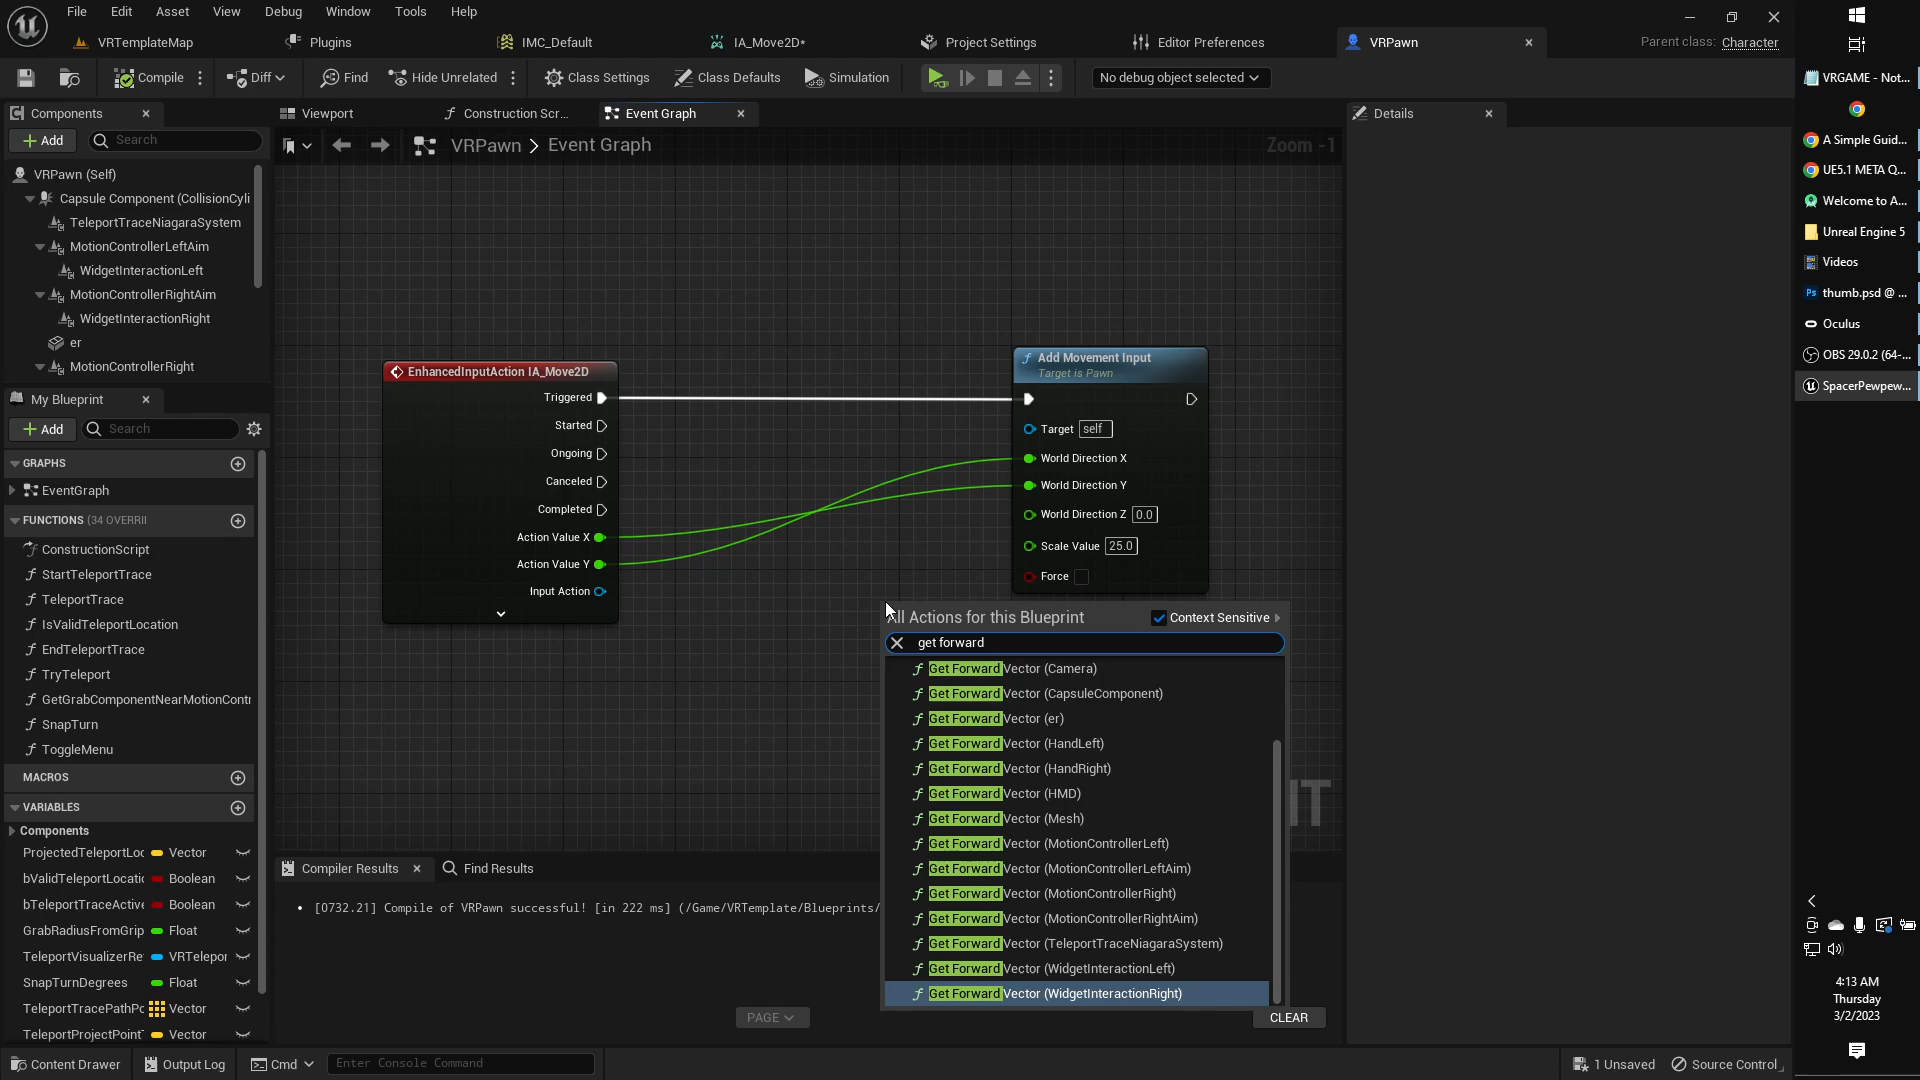 File Edit Asset View Debug Window Tools Help
VRTemplateMap Plugins IMC_Default IA_Move2D* Project Settings Editor Preferences VRPawn Parent class: Character
Compile Diff Find Hide Unrelated Class Settings Class Defaults Simulation No debug object selected
Components
Add Search
VRPawn (Self)
Capsule Component (CollisionCyli
TeleportTraceNiagaraSystem
MotionControllerLeftAim
WidgetInteractionLeft
MotionControllerRightAim
WidgetInteractionRight
er
MotionControllerRight
My Blueprint
Add Search
GRAPHS
EventGraph
FUNCTIONS (34 OVERRII
ConstructionScript
StartTeleportTrace
TeleportTrace
IsValidTeleportLocation
EndTeleportTrace
TryTeleport
GetGrabComponentNearMotionContr
SnapTurn
ToggleMenu
MACROS
VARIABLES
Components
ProjectedTeleportLoc Vector
bValidTeleportLocatic Boolean
bTeleportTraceActive Boolean
GrabRadiusFromGrip Float
TeleportVisualizerRe VRTelepor
SnapTurnDegrees Float
TeleportTracePathPo Vector
TeleportProjectPoint Vector
Viewport Construction Scr... Event Graph
VRPawn > Event Graph Zoom -1
EnhancedInputAction IA_Move2D
Triggered
Started
Ongoing
Canceled
Completed
Action Value X
Action Value Y
Input Action
Add Movement Input
Target is Pawn
Target self
World Direction X
World Direction Y
World Direction Z 0.0
Scale Value 25.0
Force
All Actions for this Blueprint Context Sensitive
get forward
Get Forward Vector (Camera)
Get Forward Vector (CapsuleComponent)
Get Forward Vector (er)
Get Forward Vector (HandLeft)
Get Forward Vector (HandRight)
Get Forward Vector (HMD)
Get Forward Vector (Mesh)
Get Forward Vector (MotionControllerLeft)
Get Forward Vector (MotionControllerLeftAim)
Get Forward Vector (MotionControllerRight)
Get Forward Vector (MotionControllerRightAim)
Get Forward Vector (TeleportTraceNiagaraSystem)
Get Forward Vector (WidgetInteractionLeft)
Get Forward Vector (WidgetInteractionRight)
Compiler Results Find Results
[0732.21] Compile of VRPawn successful! [in 222 ms] (/Game/VRTemplate/Blueprints/
PAGE CLEAR
Details
Content Drawer Output Log Cmd Enter Console Command 1 Unsaved Source Control
VRGAME - Not...
A Simple Guid...
UE5.1 META Q...
Welcome to A...
Unreal Engine 5
Videos
thumb.psd @ ...
Oculus
OBS 29.0.2 (64-...
SpacerPewpew...
4:13 AM
Thursday
3/2/2023